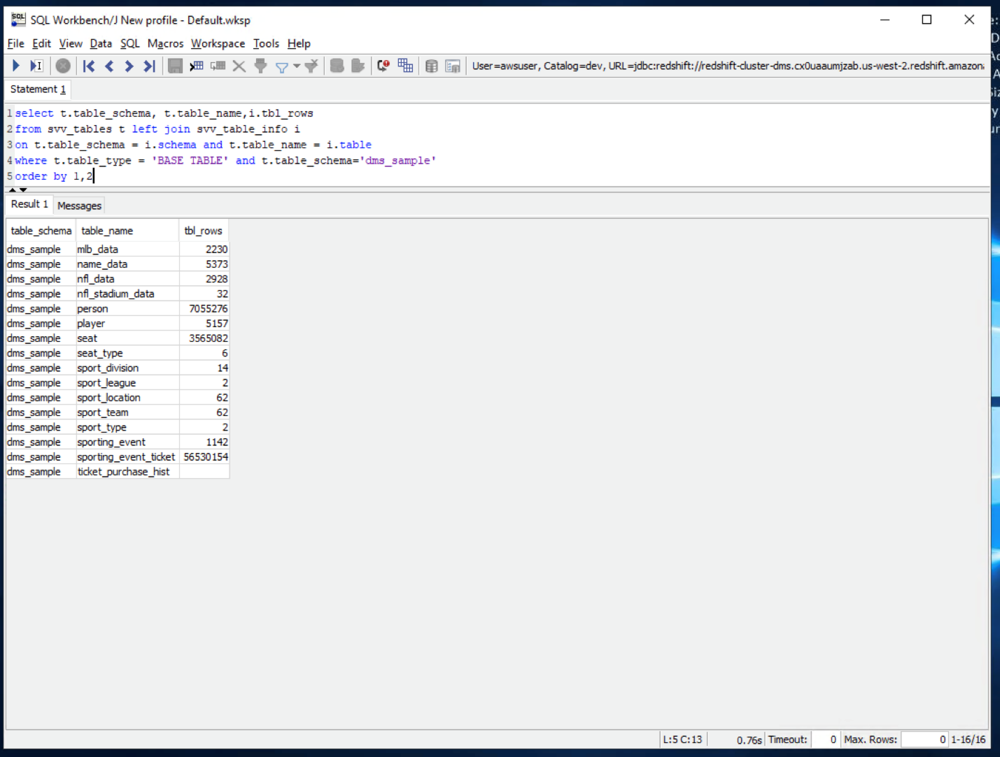 SQL Workbench/J New profile - Default.wksp
File Edit View Data SQL Macros Workspace Tools Help
User=awsuser, Catalog=dev, URL=jdbc:redshift://redshift-cluster-dms.cx0uaaumjzab.us-west-2.redshift.amazon
Statement 1
1 select t.table_schema, t.table_name,i.tbl_rows
2 from svv_tables t left join svv_table_info i
3 on t.table_schema = i.schema and t.table_name = i.table
4 where t.table_type = 'BASE TABLE' and t.table_schema='dms_sample'
5 order by 1,2
Result 1 Messages
table_schema table_name tbl_rows
dms_sample mlb_data 2230
dms_sample name_data 5373
dms_sample nfl_data 2928
dms_sample nfl_stadium_data 32
dms_sample person 7055276
dms_sample player 5157
dms_sample seat 3565082
dms_sample seat_type 6
dms_sample sport_division 14
dms_sample sport_league 2
dms_sample sport_location 62
dms_sample sport_team 62
dms_sample sport_type 2
dms_sample sporting_event 1142
dms_sample sporting_event_ticket 56530154
dms_sample ticket_purchase_hist
L:5 C:13 0.76s Timeout: 0 Max. Rows: 0 1-16/16